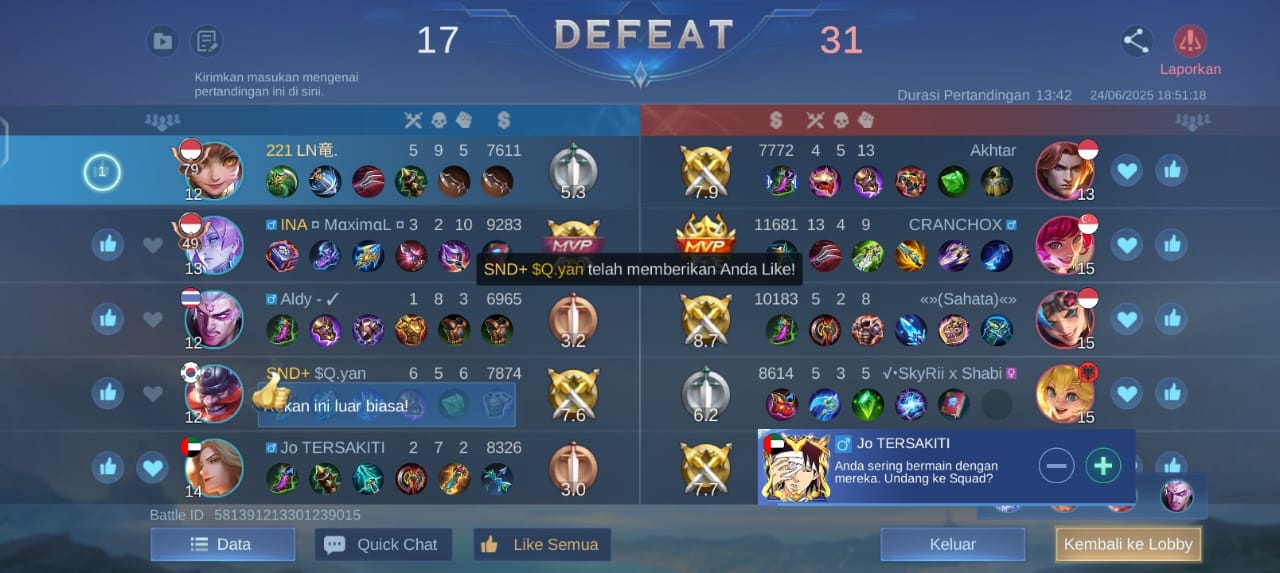 17 DEFEAT 31
Kirimkan masukan mengenai
pertandingan ini di sini.
Laporkan
Durasi Pertandingan 13:42 24/06/2025 18:51:18
1 79 12 221 LN竜. 5 9 5 7611 5.3
7.9 7772 4 5 13 Akhtar 13
49 13 INA ¤ MαximaL ¤ 3 2 10 9283 MVP
MVP 11681 13 4 9 CRANCHOX 15
SND+ $Q.yan telah memberikan Anda Like!
12 Aldy - ✓ 1 8 3 6965 3.2
8.7 10183 5 2 8 «»(Sahata)«» 15
12 SND+ $Q.yan 6 5 6 7874 7.6
Rekan ini luar biasa!
6.2 8614 5 3 5 √•SkyRii x Shabi 15
14 Jo TERSAKITI 2 7 2 8326 3.0
7.7
Jo TERSAKITI
Anda sering bermain dengan
mereka. Undang ke Squad?
Battle ID 581391213301239015
Data Quick Chat Like Semua Keluar Kembali ke Lobby